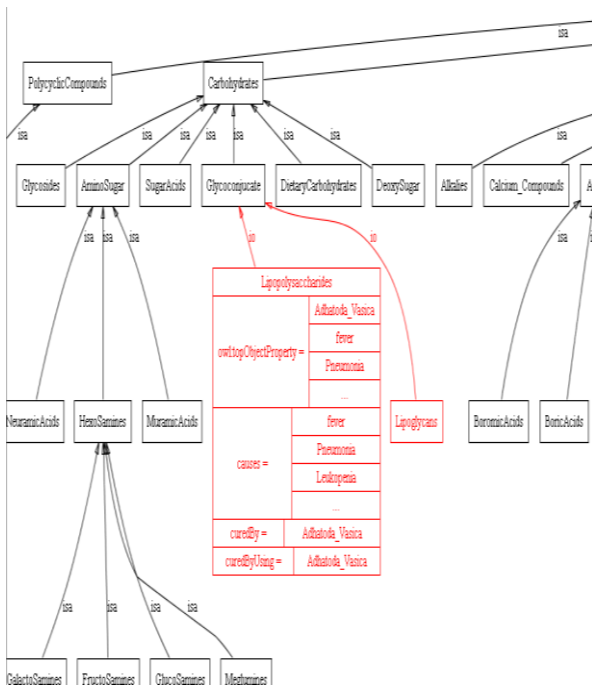 isa
PolycyclicCompounds
Carbohydrates
isa
isa
isa
isa
isa
isa
isa
isa
isa
Glycosides
AminoSugar
SugarAcids
Glycoconjucate
DietaryCarbohydrates
DeoxySugar
Alkalies
Calcium_Compounds
A
isa
isa
isa
io
io
isa
i
Lipopolysaccharides
owl:topObjectProperty =
Adhatoda_Vasica
fever
Pneumonia
...
causes =
fever
Pneumonia
Leukopenia
...
curedBy =
Adhatoda_Vasica
curedByUsing =
Adhatoda_Vasica
NeuramicAcids
HexoSamines
MuramicAcids
Lipoglycans
BoromicAcids
BoricAcids
isa
isa
isa
isa
GalactoSamines
FructoSamines
GlucoSamines
Meglumines